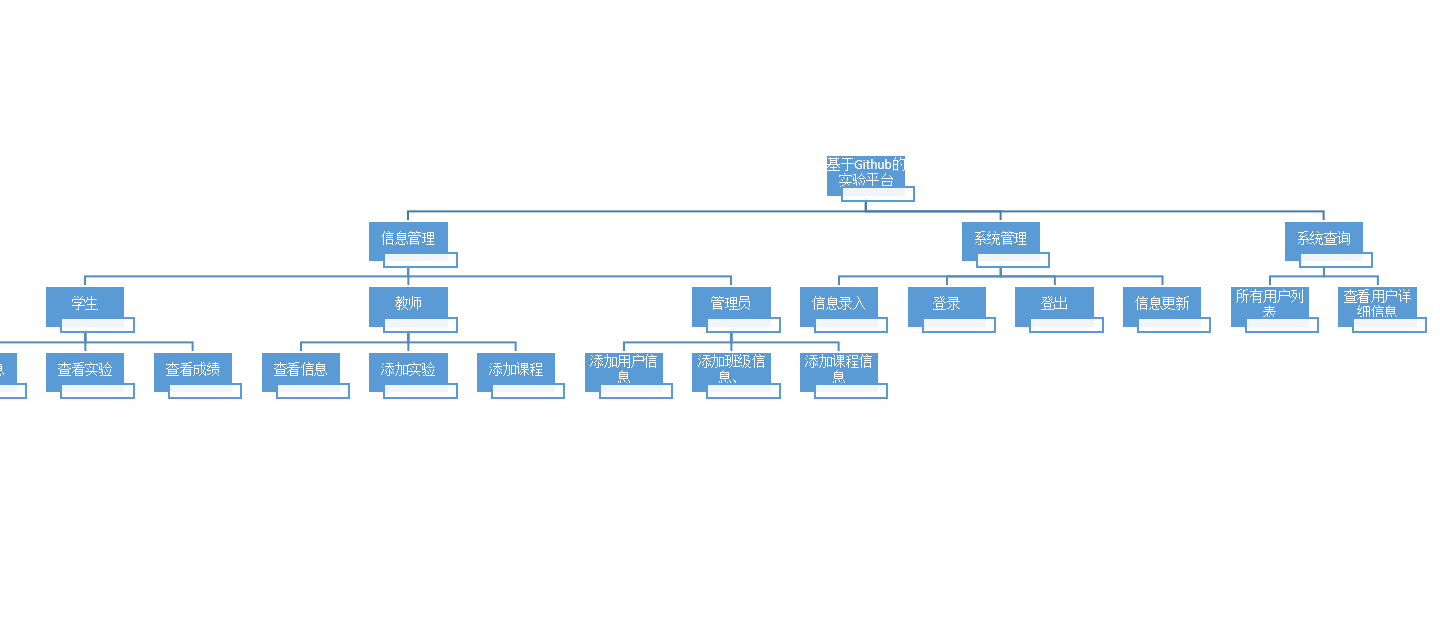 基于Github的
实验平台
信息管理
系统管理
系统查询
学生
教师
管理员
信息录入
登录
登出
信息更新
所有用户列
表
查看用户详
细信息
息
查看实验
查看成绩
查看信息
添加实验
添加课程
添加用户信
息
添加班级信
息、
添加课程信
息